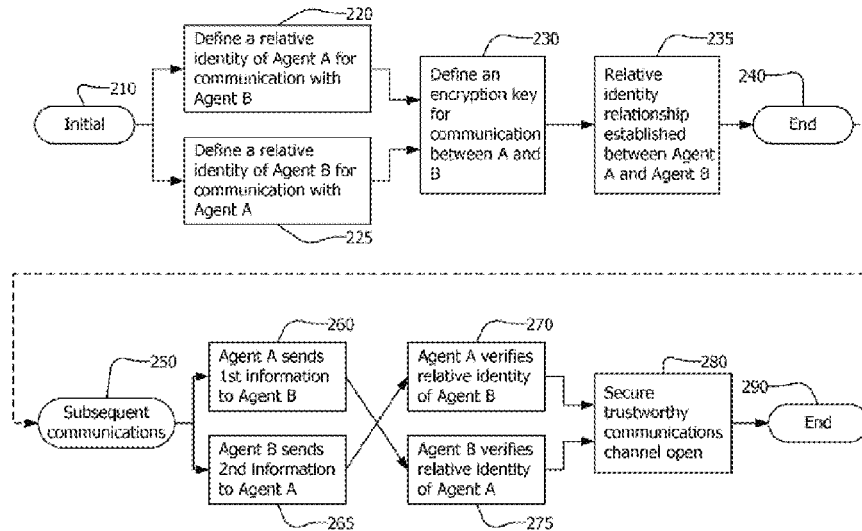 220
Define a relative
identity of Agent A for
communication with
Agent B
230
Define an
encryption key
for
communication
between A and
B
235
Relative
identity
relationship
established
between Agent
A and Agent B
210
Initial
240
End
Define a relative
identity of Agent B for
communication with
Agent A
225
260
Agent A sends
1st information
to Agent B
270
Agent A verifies
relative identity
of Agent B
280
Secure
trustworthy
communications
channel open
250
Subsequent
communications
290
End
Agent B sends
2nd information
to Agent A
265
Agent B verifies
relative identity
of Agent A
275